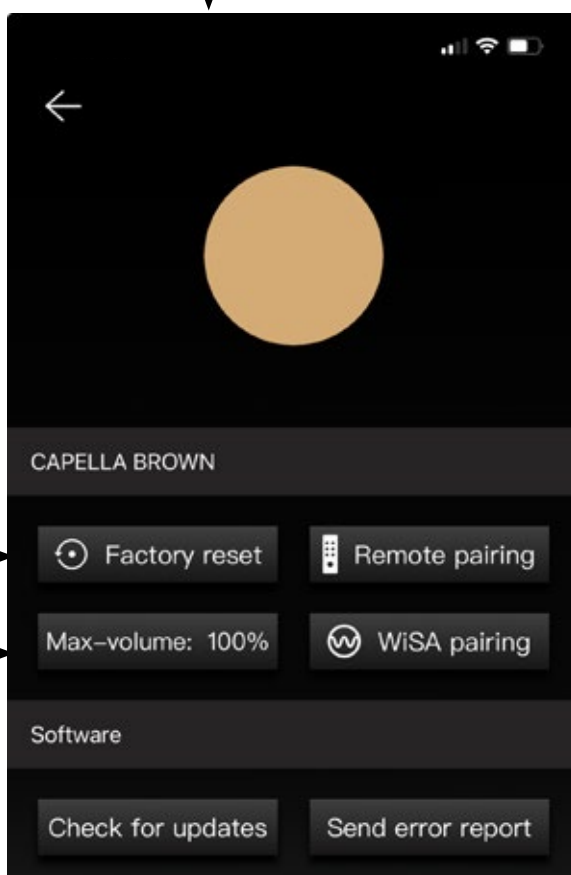 CAPELLA BROWN
Factory reset
Remote pairing
Max-volume: 100%
WiSA pairing
Software
Check for updates
Send error report